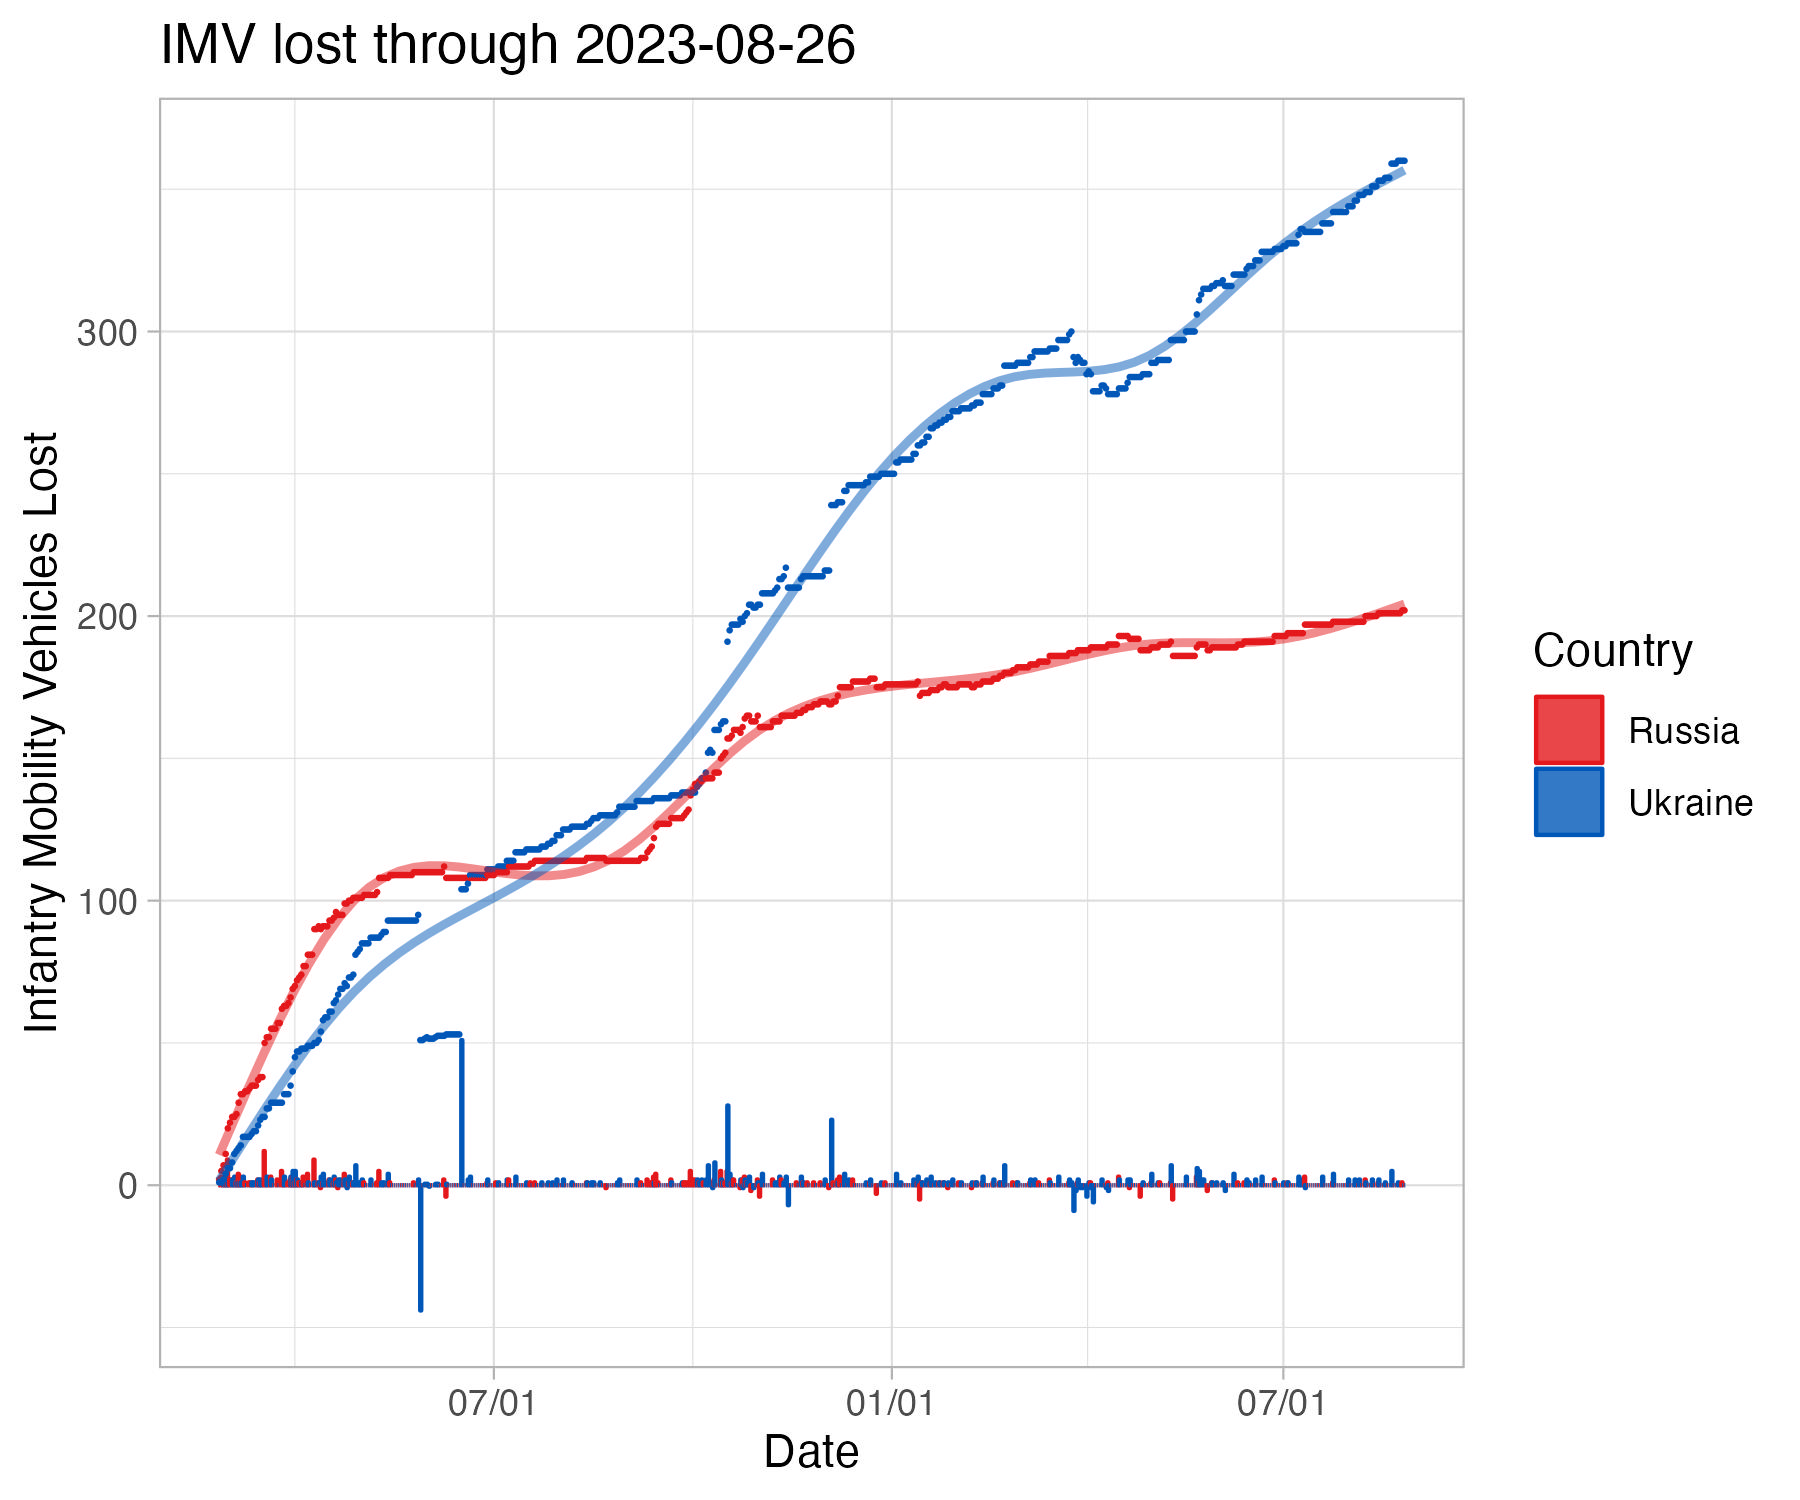 IMV lost through 2023-08-26
Infantry Mobility Vehicles Lost
300
200
100
0
07/01
01/01
07/01
Date
Country
Russia
Ukraine